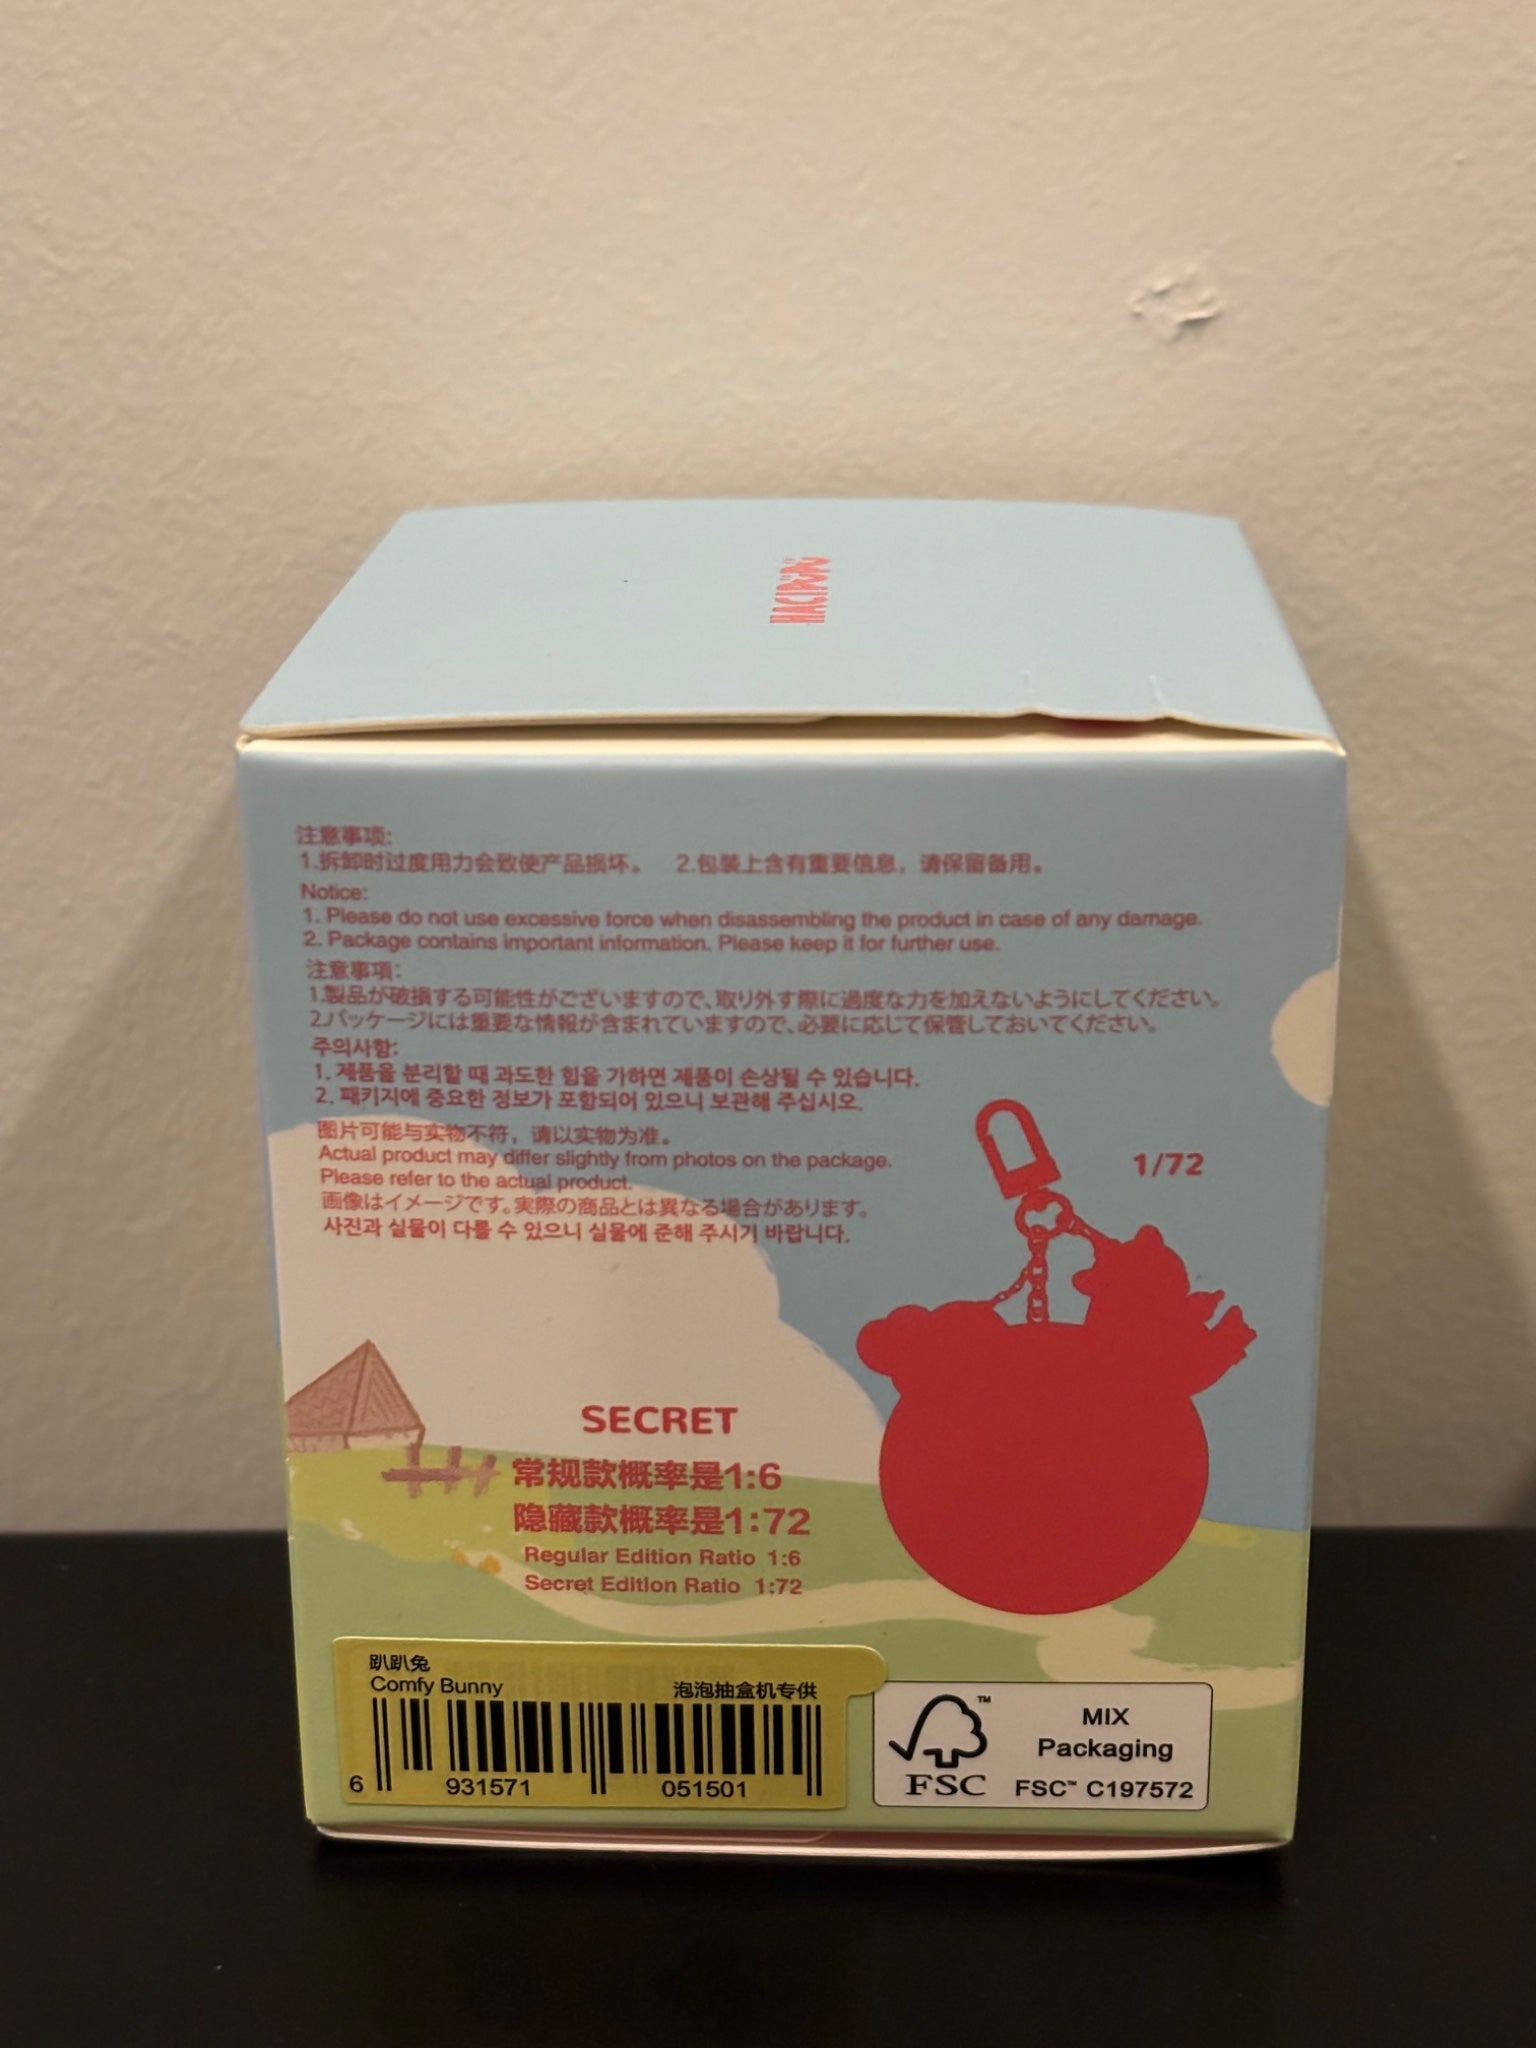 HACIPUPU
注意事项:
1.拆卸时过度用力会致使产品损坏。 2.包装上含有重要信息，请保留备用。
Notice:
1. Please do not use excessive force when disassembling the product in case of any damage.
2. Package contains important information. Please keep it for further use.
注意事項:
1.製品が破損する可能性がございますので、取り外す際に過度な力を加えないようにしてください。
2.パッケージには重要な情報が含まれていますので、必要に応じて保管しておいてください。
주의사항:
1. 제품을 분리할 때 과도한 힘을 가하면 제품이 손상될 수 있습니다.
2. 패키지에 중요한 정보가 포함되어 있으니 보관해 주십시오.
图片可能与实物不符，请以实物为准。
Actual product may differ slightly from photos on the package.
Please refer to the actual product.
画像はイメージです。実際の商品とは異なる場合があります。
사진과 실물이 다를 수 있으니 실물에 준해 주시기 바랍니다.
1/72
SECRET
常规款概率是1:6
隐藏款概率是1:72
Regular Edition Ratio 1:6
Secret Edition Ratio 1:72
趴趴兔
Comfy Bunny 泡泡抽盒机专供
6 931571 051501
FSC™
MIX
Packaging
FSC™ C197572